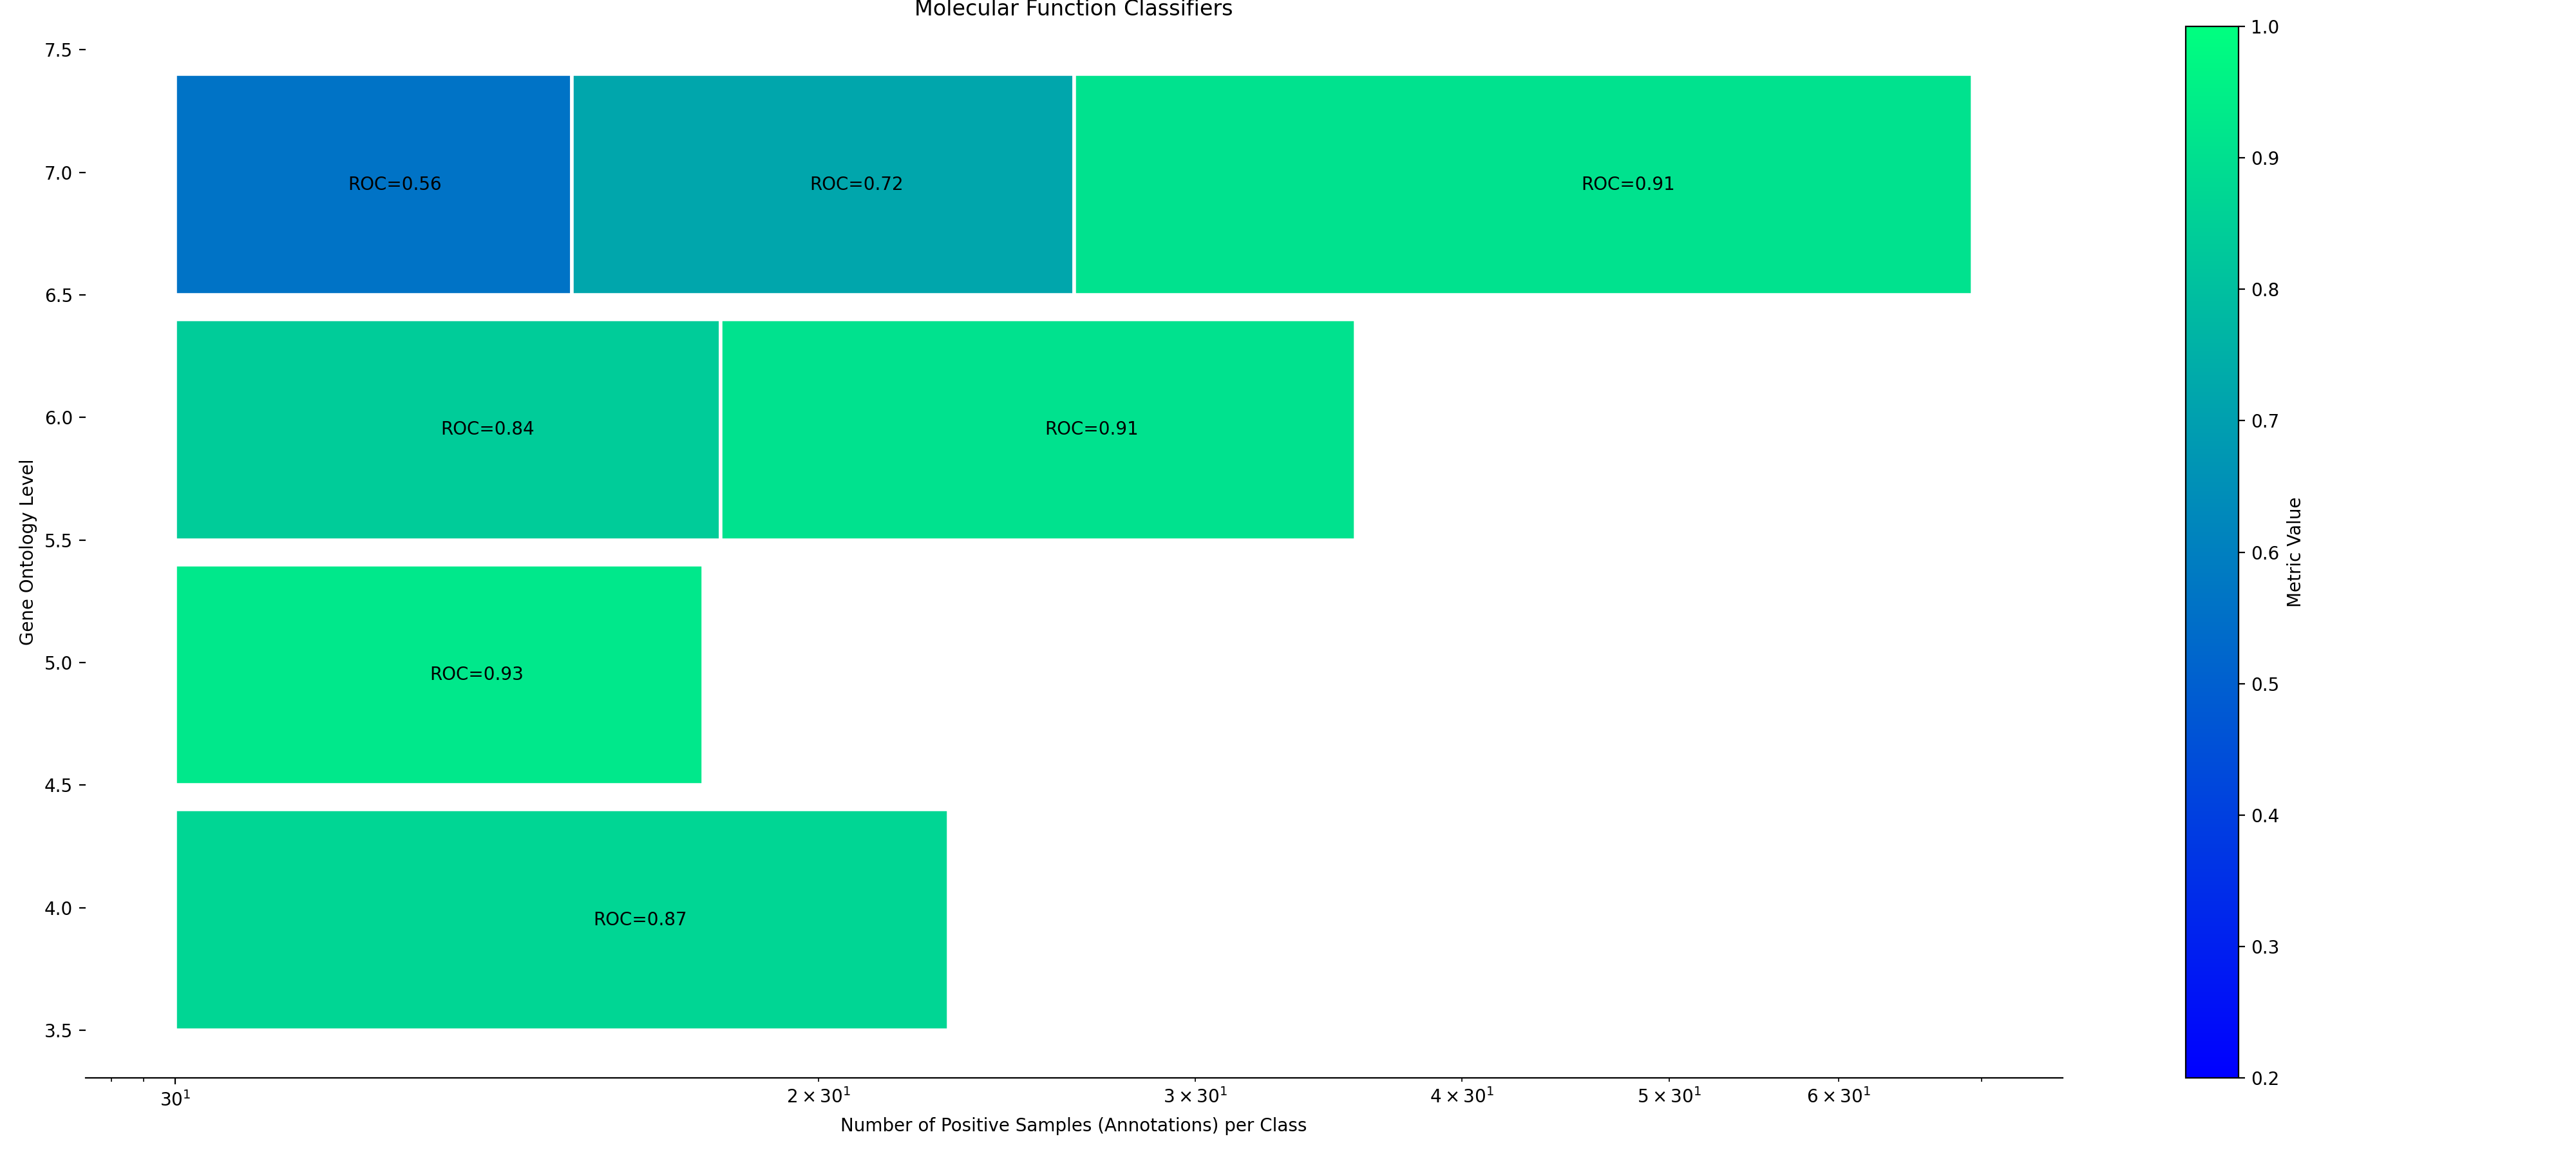 Molecular Function Classifiers
7.5
7.0
6.5
6.0
5.5
5.0
4.5
4.0
3.5
Gene Ontology Level
ROC=0.56
ROC=0.72
ROC=0.91
ROC=0.84
ROC=0.91
ROC=0.93
ROC=0.87
30¹
2 × 30¹
3 × 30¹
4 × 30¹
5 × 30¹
6 × 30¹
Number of Positive Samples (Annotations) per Class
1.0
0.9
0.8
0.7
0.6
0.5
0.4
0.3
0.2
Metric Value